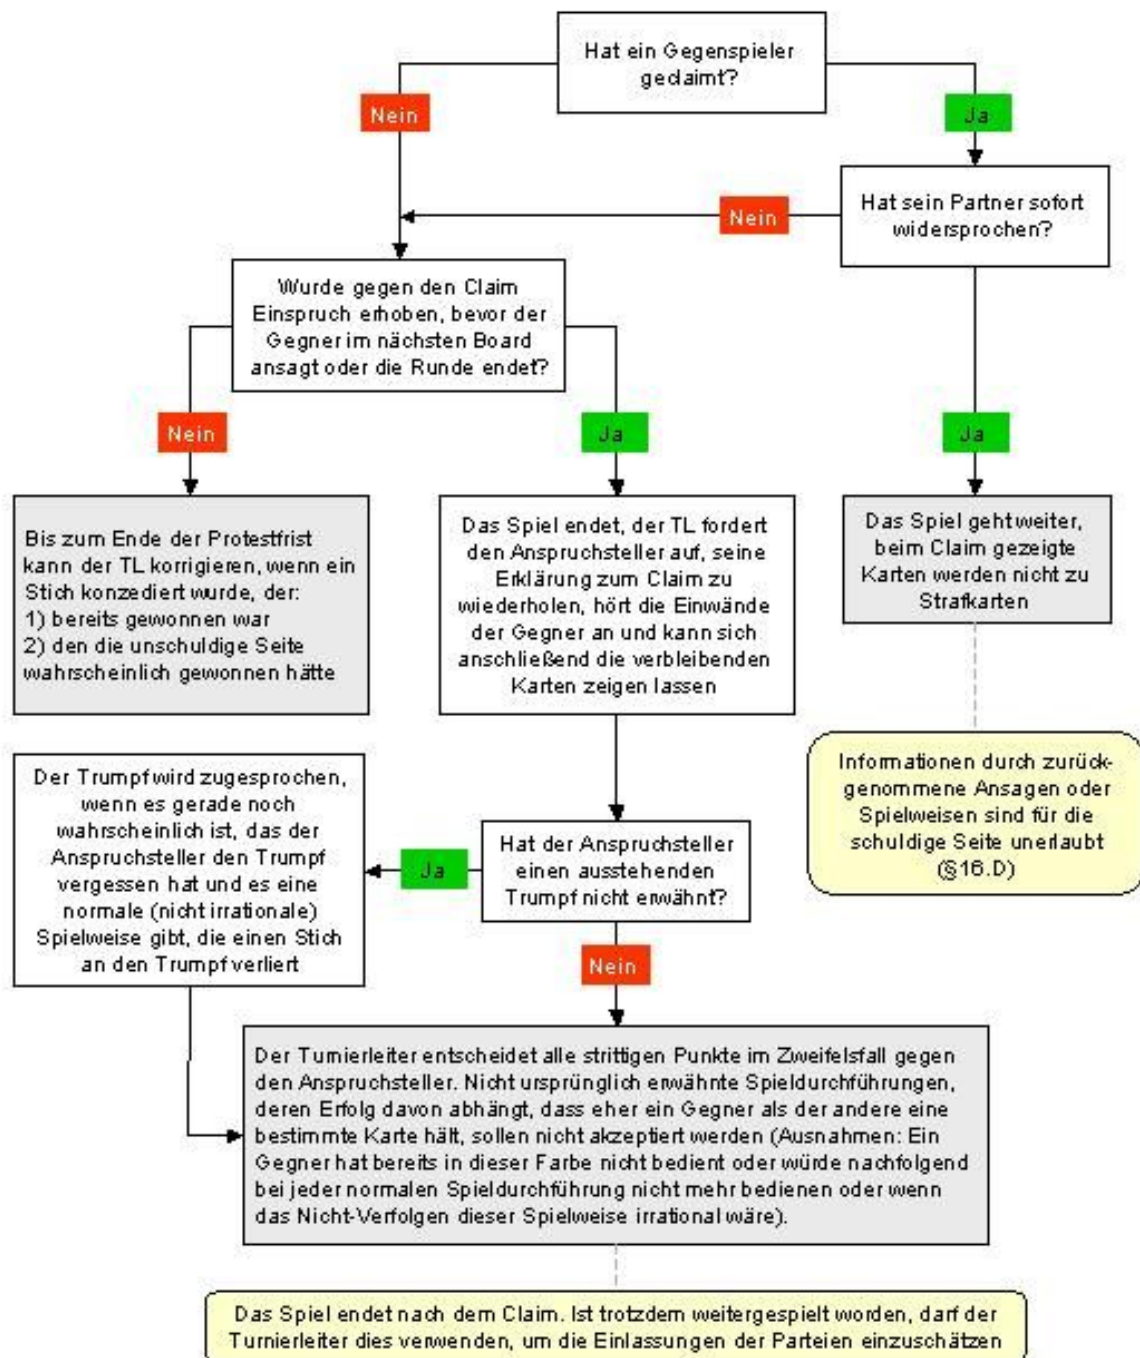 Hat ein Gegenspieler
geclaimt?
Nein
Ja
Hat sein Partner sofort
widersprochen?
Nein
Wurde gegen den Claim
Einspruch erhoben, bevor der
Gegner im nächsten Board
ansagt oder die Runde endet?
Nein
Ja
Ja
Bis zum Ende der Protestfrist
kann der TL korrigieren, wenn ein
Stich konzediert wurde, der:
1) bereits gewonnen war
2) den die unschuldige Seite
wahrscheinlich gewonnen hätte
Das Spiel endet, der TL fordert
den Anspruchsteller auf, seine
Erklärung zum Claim zu
wiederholen, hört die Einwände
der Gegner an und kann sich
anschließend die verbleibenden
Karten zeigen lassen
Das Spiel geht weiter,
beim Claim gezeigte
Karten werden nicht zu
Strafkarten
Informationen durch zurück-
genommene Ansagen oder
Spielweisen sind für die
schuldige Seite unerlaubt
(§16.D)
Der Trumpf wird zugesprochen,
wenn es gerade noch
wahrscheinlich ist, das der
Anspruchsteller den Trumpf
vergessen hat und es eine
normale (nicht irrationale)
Spielweise gibt, die einen Stich
an den Trumpf verliert
Ja
Hat der Anspruchsteller
einen ausstehenden
Trumpf nicht erwähnt?
Nein
Der Turnierleiter entscheidet alle strittigen Punkte im Zweifelsfall gegen
den Anspruchsteller. Nicht ursprünglich erwähnte Spieldurchführungen,
deren Erfolg davon abhängt, dass eher ein Gegner als der andere eine
bestimmte Karte hält, sollen nicht akzeptiert werden (Ausnahmen: Ein
Gegner hat bereits in dieser Farbe nicht bedient oder würde nachfolgend
bei jeder normalen Spieldurchführung nicht mehr bedienen oder wenn
das Nicht-Verfolgen dieser Spielweise irrational wäre).
Das Spiel endet nach dem Claim. Ist trotzdem weitergespielt worden, darf der
Turnierleiter dies verwenden, um die Einlassungen der Parteien einzuschätzen